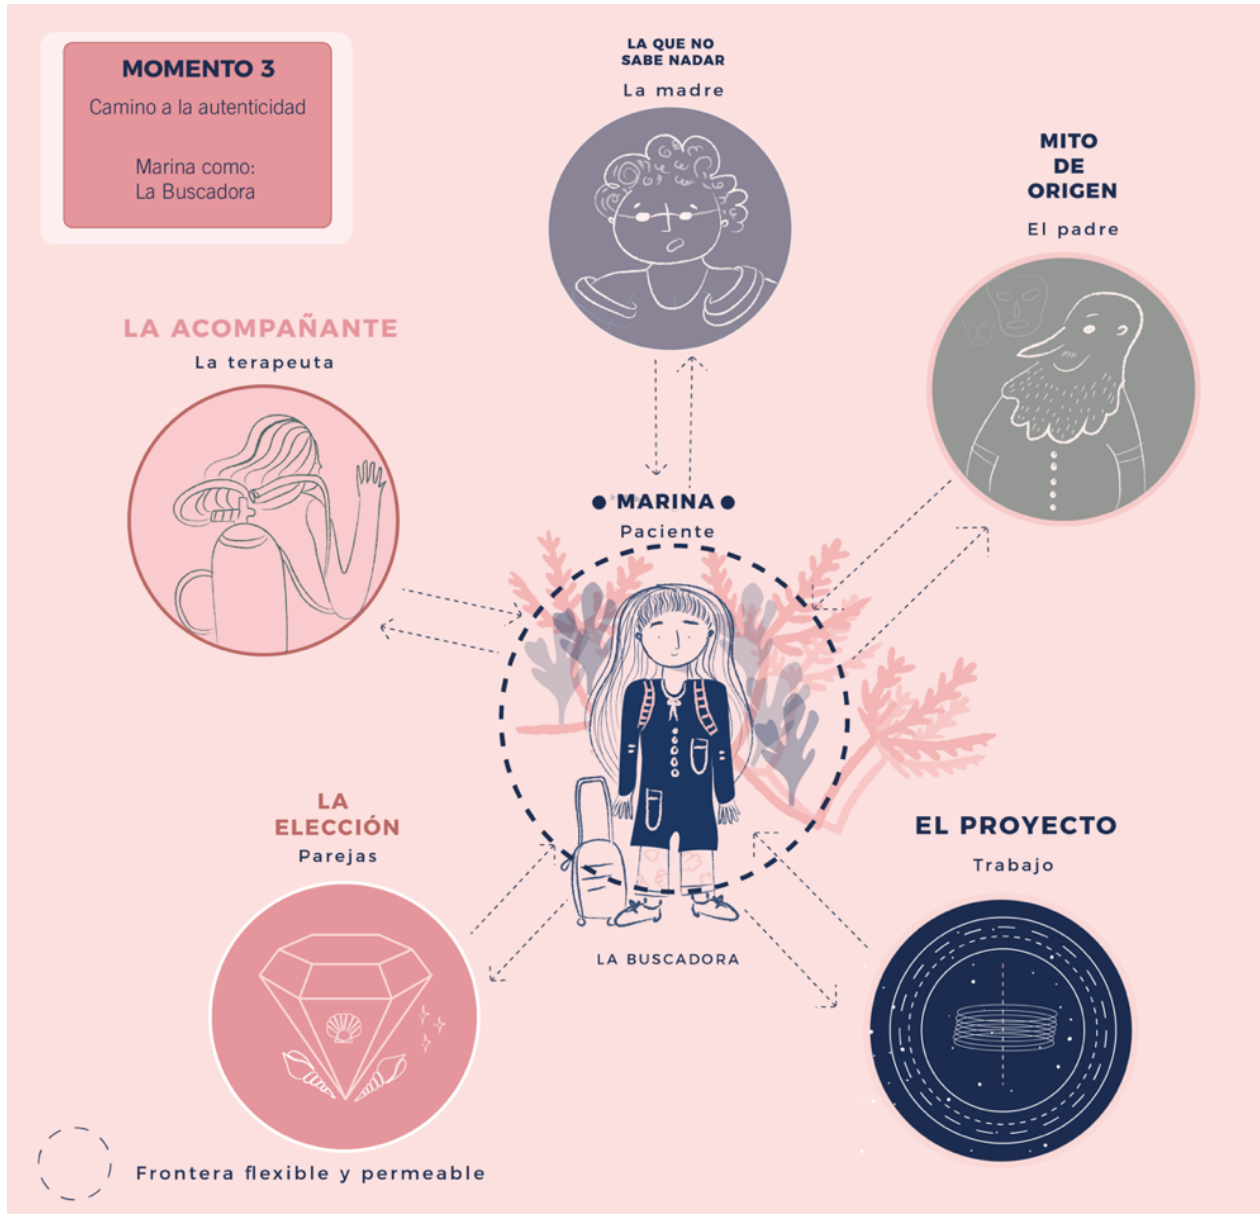 MOMENTO 3
Camino a la autenticidad
Marina como:
La Buscadora
LA QUE NO
SABE NADAR
La madre
MITO
DE
ORIGEN
El padre
LA ACOMPAÑANTE
La terapeuta
MARINA
Paciente
LA
ELECCIÓN
Parejas
EL PROYECTO
Trabajo
LA BUSCADORA
Frontera flexible y permeable